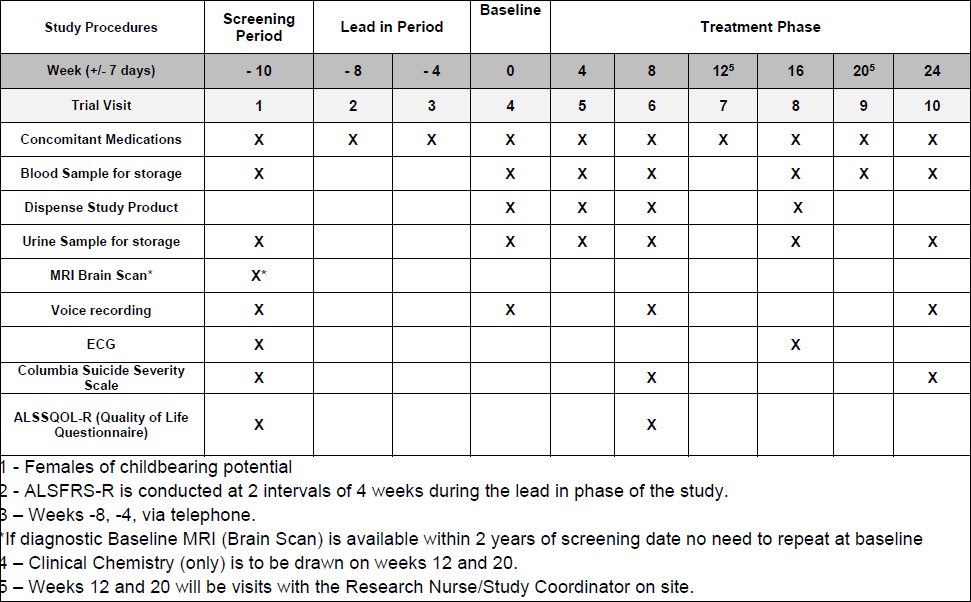 Study Procedures Screening Period Lead in Period Baseline Treatment Phase
Week (+/- 7 days) - 10 - 8 - 4 0 4 8 12⁵ 16 20⁵ 24
Trial Visit 1 2 3 4 5 6 7 8 9 10
Concomitant Medications X X X X X X X X X X
Blood Sample for storage X X X X X X X
Dispense Study Product X X X X
Urine Sample for storage X X X X X X
MRI Brain Scan* X*
Voice recording X X X X
ECG X X
Columbia Suicide Severity Scale X X X
ALSSQOL-R (Quality of Life Questionnaire) X X
1 - Females of childbearing potential
2 - ALSFRS-R is conducted at 2 intervals of 4 weeks during the lead in phase of the study.
3 – Weeks -8, -4, via telephone.
*If diagnostic Baseline MRI (Brain Scan) is available within 2 years of screening date no need to repeat at baseline
4 – Clinical Chemistry (only) is to be drawn on weeks 12 and 20.
5 – Weeks 12 and 20 will be visits with the Research Nurse/Study Coordinator on site.